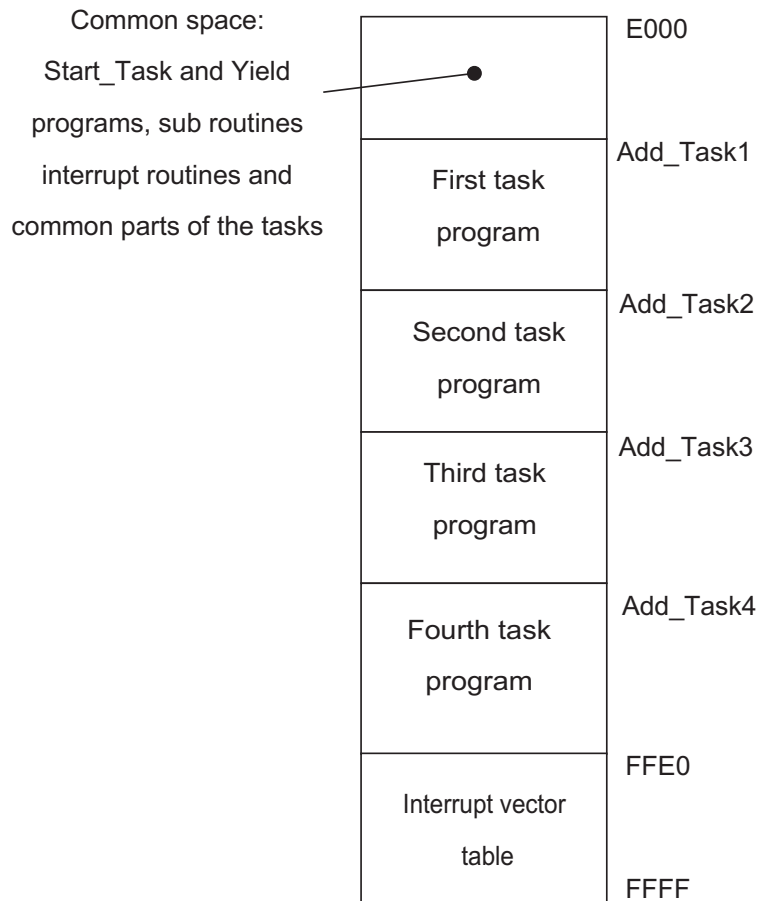 Common space:
Start_Task and Yield
programs, sub routines
interrupt routines and
common parts of the tasks
E000
Add_Task1
First task
program
Add_Task2
Second task
program
Add_Task3
Third task
program
Add_Task4
Fourth task
program
FFE0
Interrupt vector
table
FFFF